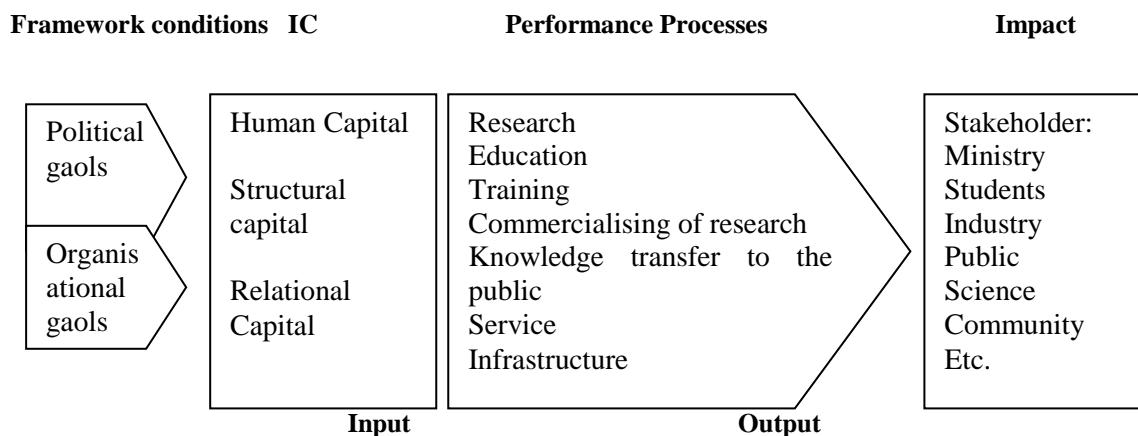 Framework conditions IC Performance Processes Impact
Political
gaols
Organis
ational
gaols
Human Capital
Structural
capital
Relational
Capital
Research
Education
Training
Commercialising of research
Knowledge transfer to the
public
Service
Infrastructure
Stakeholder:
Ministry
Students
Industry
Public
Science
Community
Etc.
Input Output